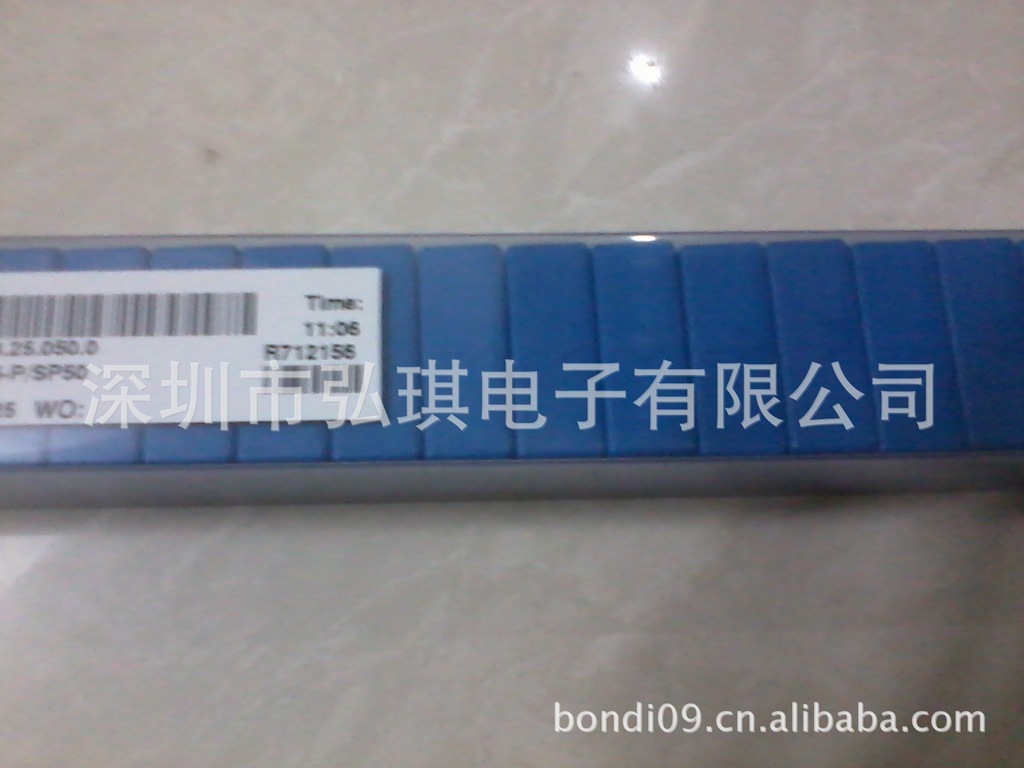 Time:
11:06
.25.050.0
R712156
-P/SP50
WO:
深圳市弘琪电子有限公司
bondi09.cn.alibaba.com